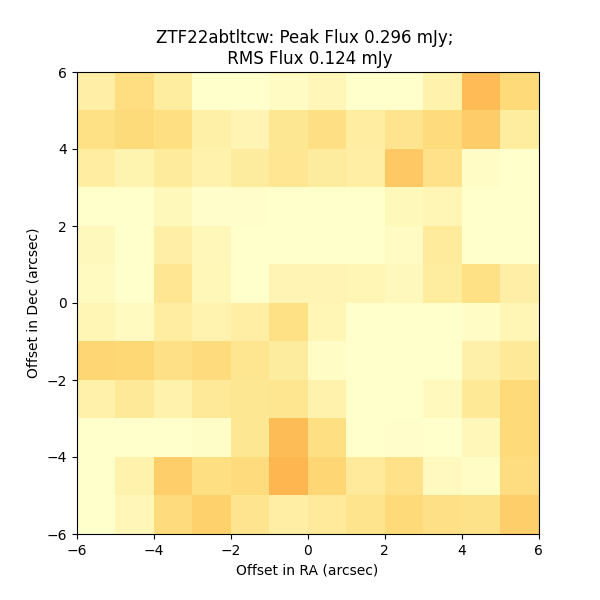 ZTF22abtltcw: Peak Flux 0.296 mJy;
RMS Flux 0.124 mJy
6
4
2
0
−2
−4
−6
Offset in Dec (arcsec)
−6 −4 −2 0 2 4 6
Offset in RA (arcsec)